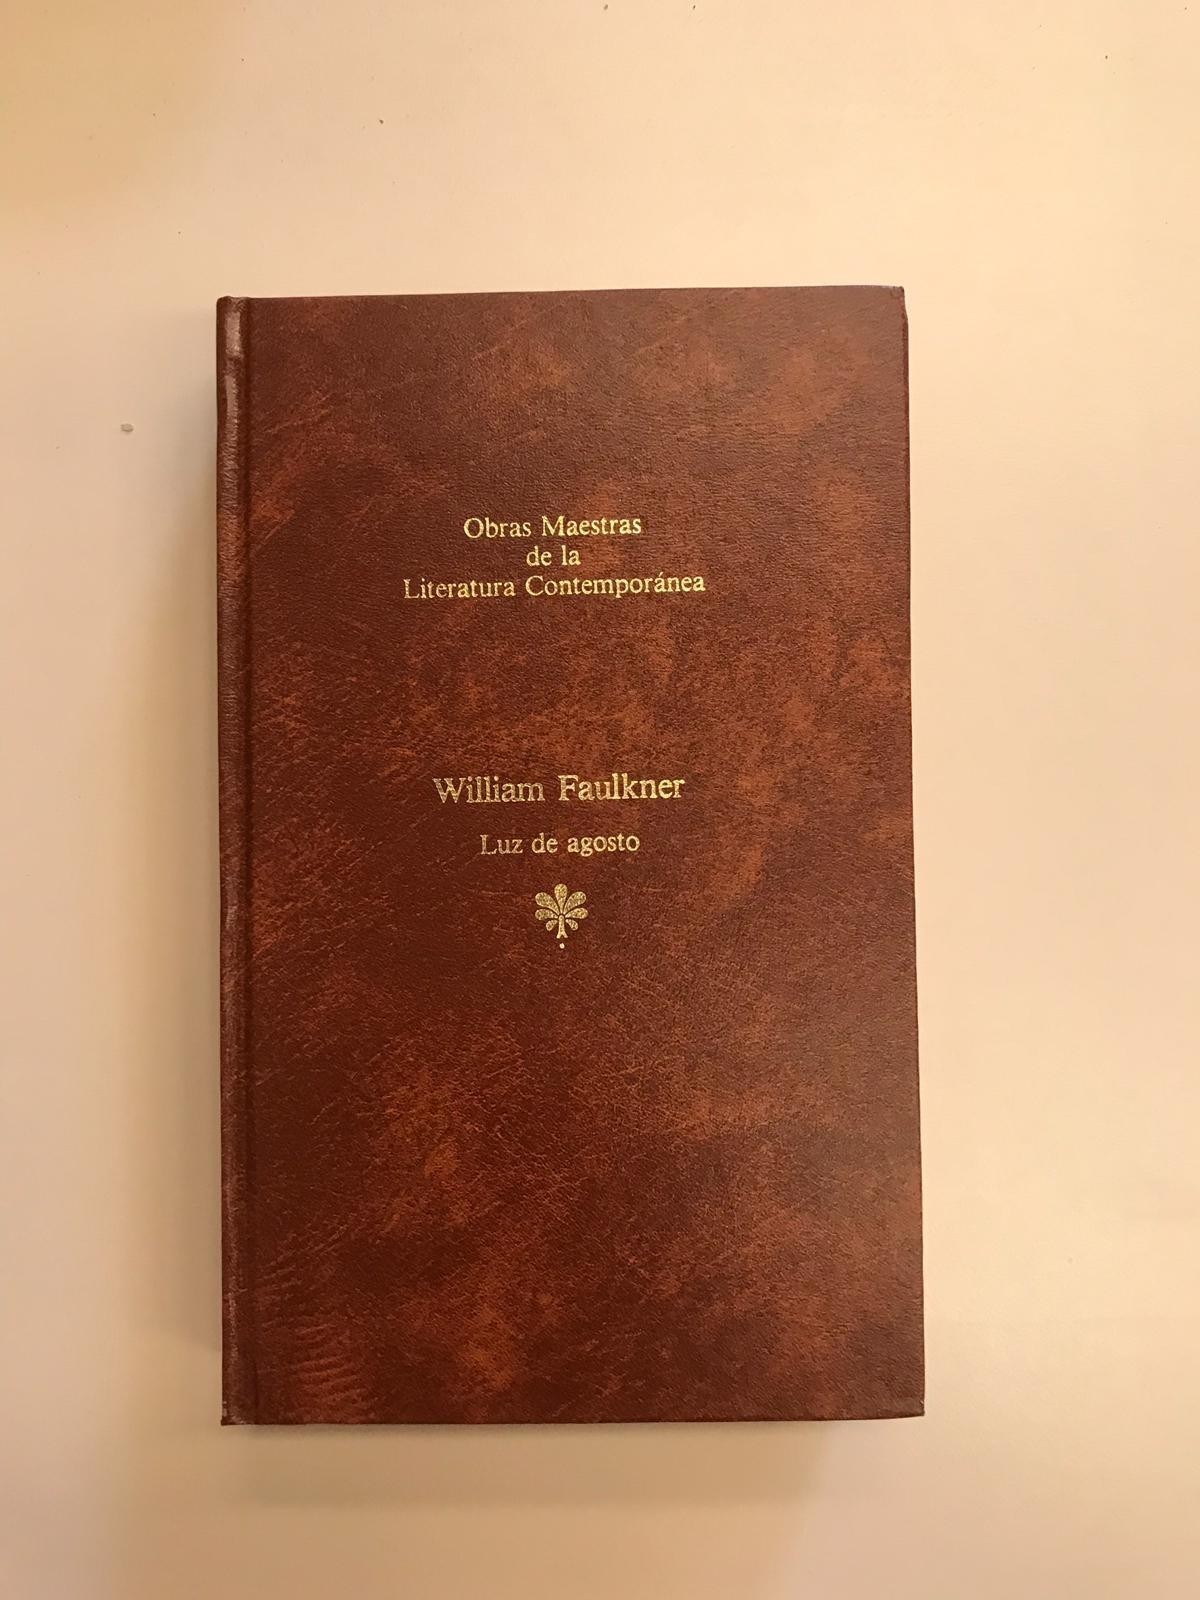 Obras Maestras
de la
Literatura Contemporánea
William Faulkner
Luz de agosto